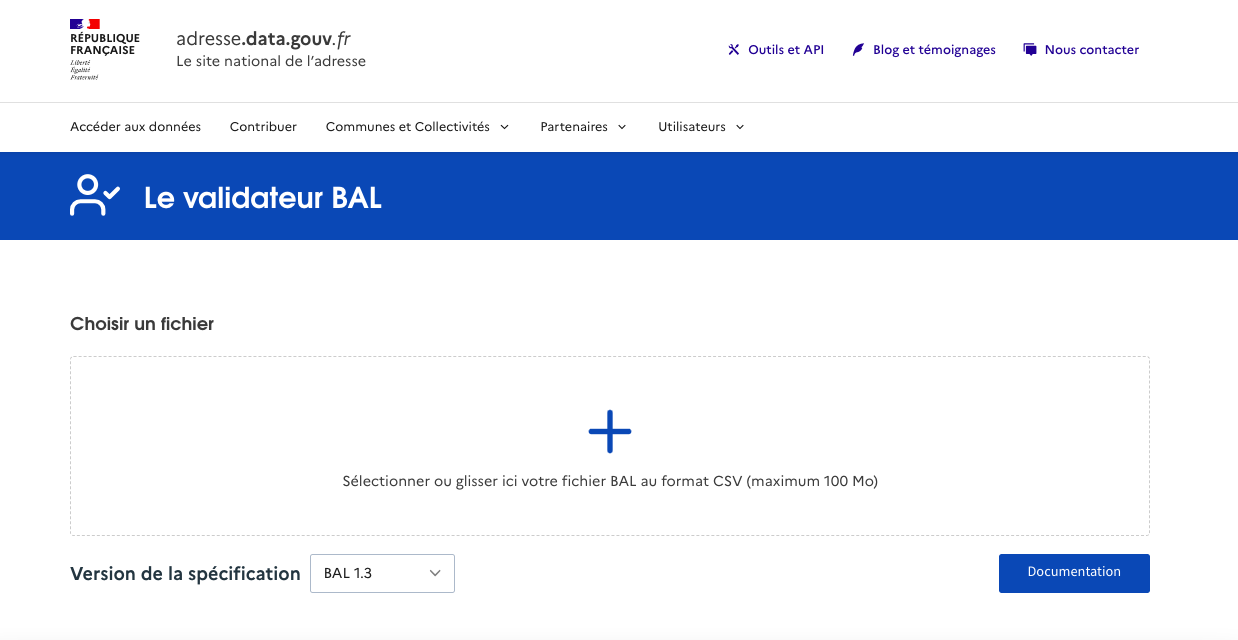 RÉPUBLIQUE
FRANÇAISE
Liberté
Égalité
Fraternité
adresse.data.gouv.fr
Le site national de l’adresse
Outils et API
Blog et témoignages
Nous contacter
Accéder aux données
Contribuer
Communes et Collectivités
Partenaires
Utilisateurs
Le validateur BAL
Choisir un fichier
Sélectionner ou glisser ici votre fichier BAL au format CSV (maximum 100 Mo)
Version de la spécification
BAL 1.3
Documentation